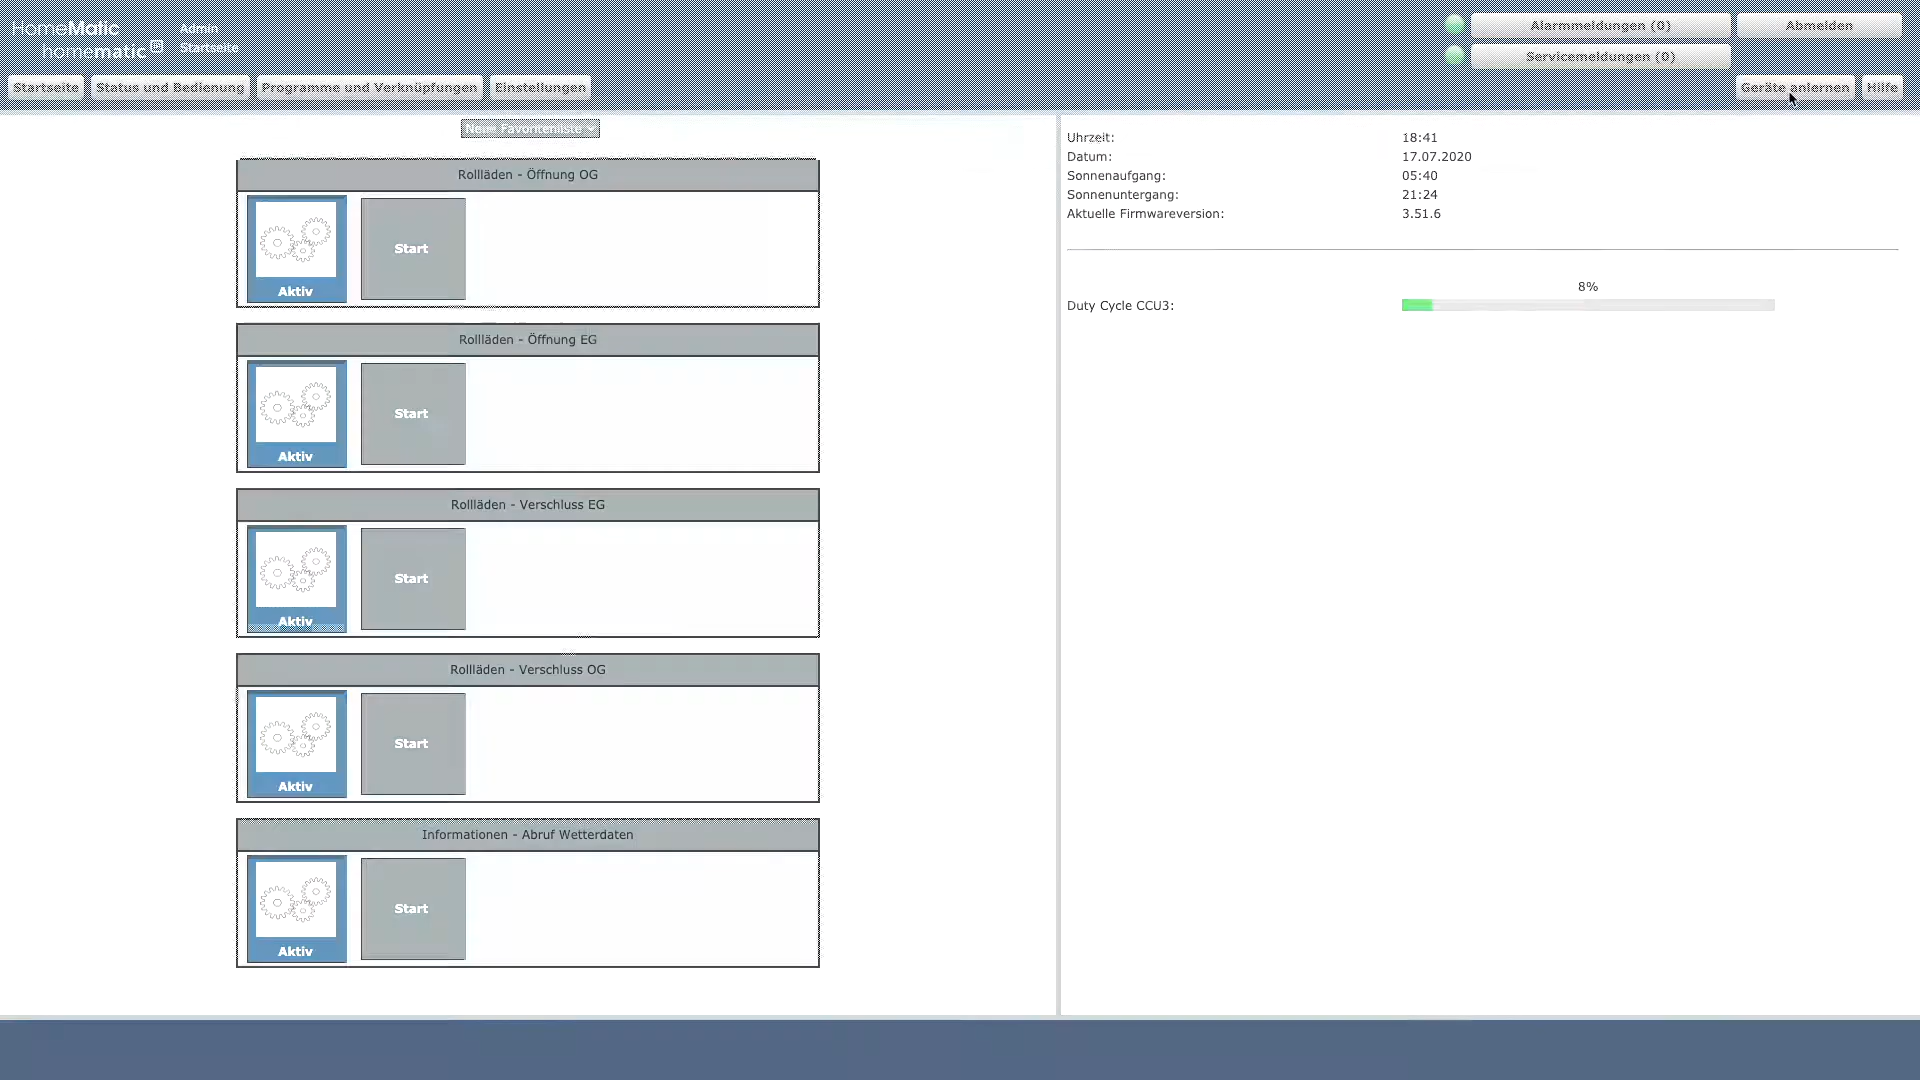 HomeMatic
homematic IP
Admin
Startseite
Alarmmeldungen (0)
Abmelden
Servicemeldungen (0)
Startseite
Status und Bedienung
Programme und Verknüpfungen
Einstellungen
Geräte anlernen
Hilfe
Neue Favoritenliste
Rollläden - Öffnung OG
Aktiv
Start
Rollläden - Öffnung EG
Aktiv
Start
Rollläden - Verschluss EG
Aktiv
Start
Rollläden - Verschluss OG
Aktiv
Start
Informationen - Abruf Wetterdaten
Aktiv
Start
Uhrzeit: 18:41
Datum: 17.07.2020
Sonnenaufgang: 05:40
Sonnenuntergang: 21:24
Aktuelle Firmwareversion: 3.51.6
8%
Duty Cycle CCU3: